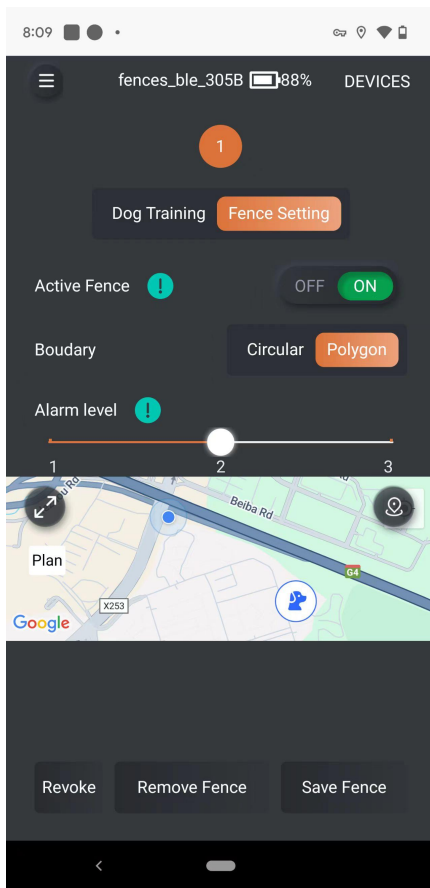 8:09
fences_ble_305B 88% DEVICES
1
Dog Training Fence Setting
Active Fence ! OFF ON
Boudary Circular Polygon
Alarm level !
1 2 3
u Rd
Beiba Rd
Plan
G4
X253
Google
Revoke Remove Fence Save Fence